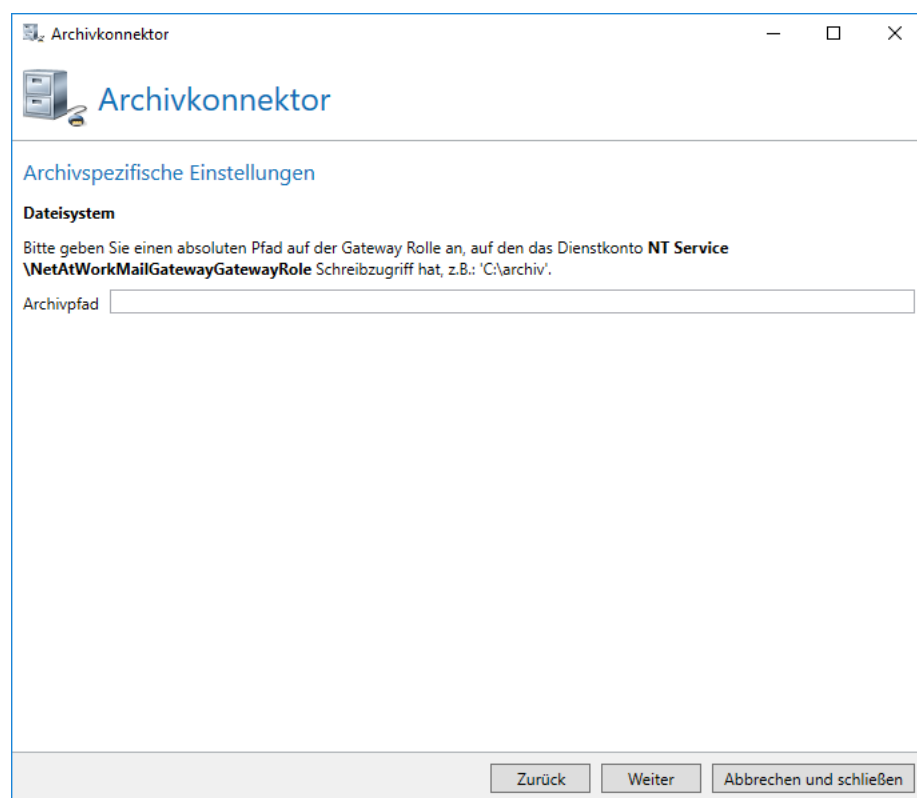 Archivkonnektor
Archivkonnektor
Archivspezifische Einstellungen
Dateisystem
Bitte geben Sie einen absoluten Pfad auf der Gateway Rolle an, auf den das Dienstkonto NT Service
\NetAtWorkMailGatewayGatewayRole Schreibzugriff hat, z.B.: 'C:\archiv'.
Archivpfad
Zurück Weiter Abbrechen und schließen